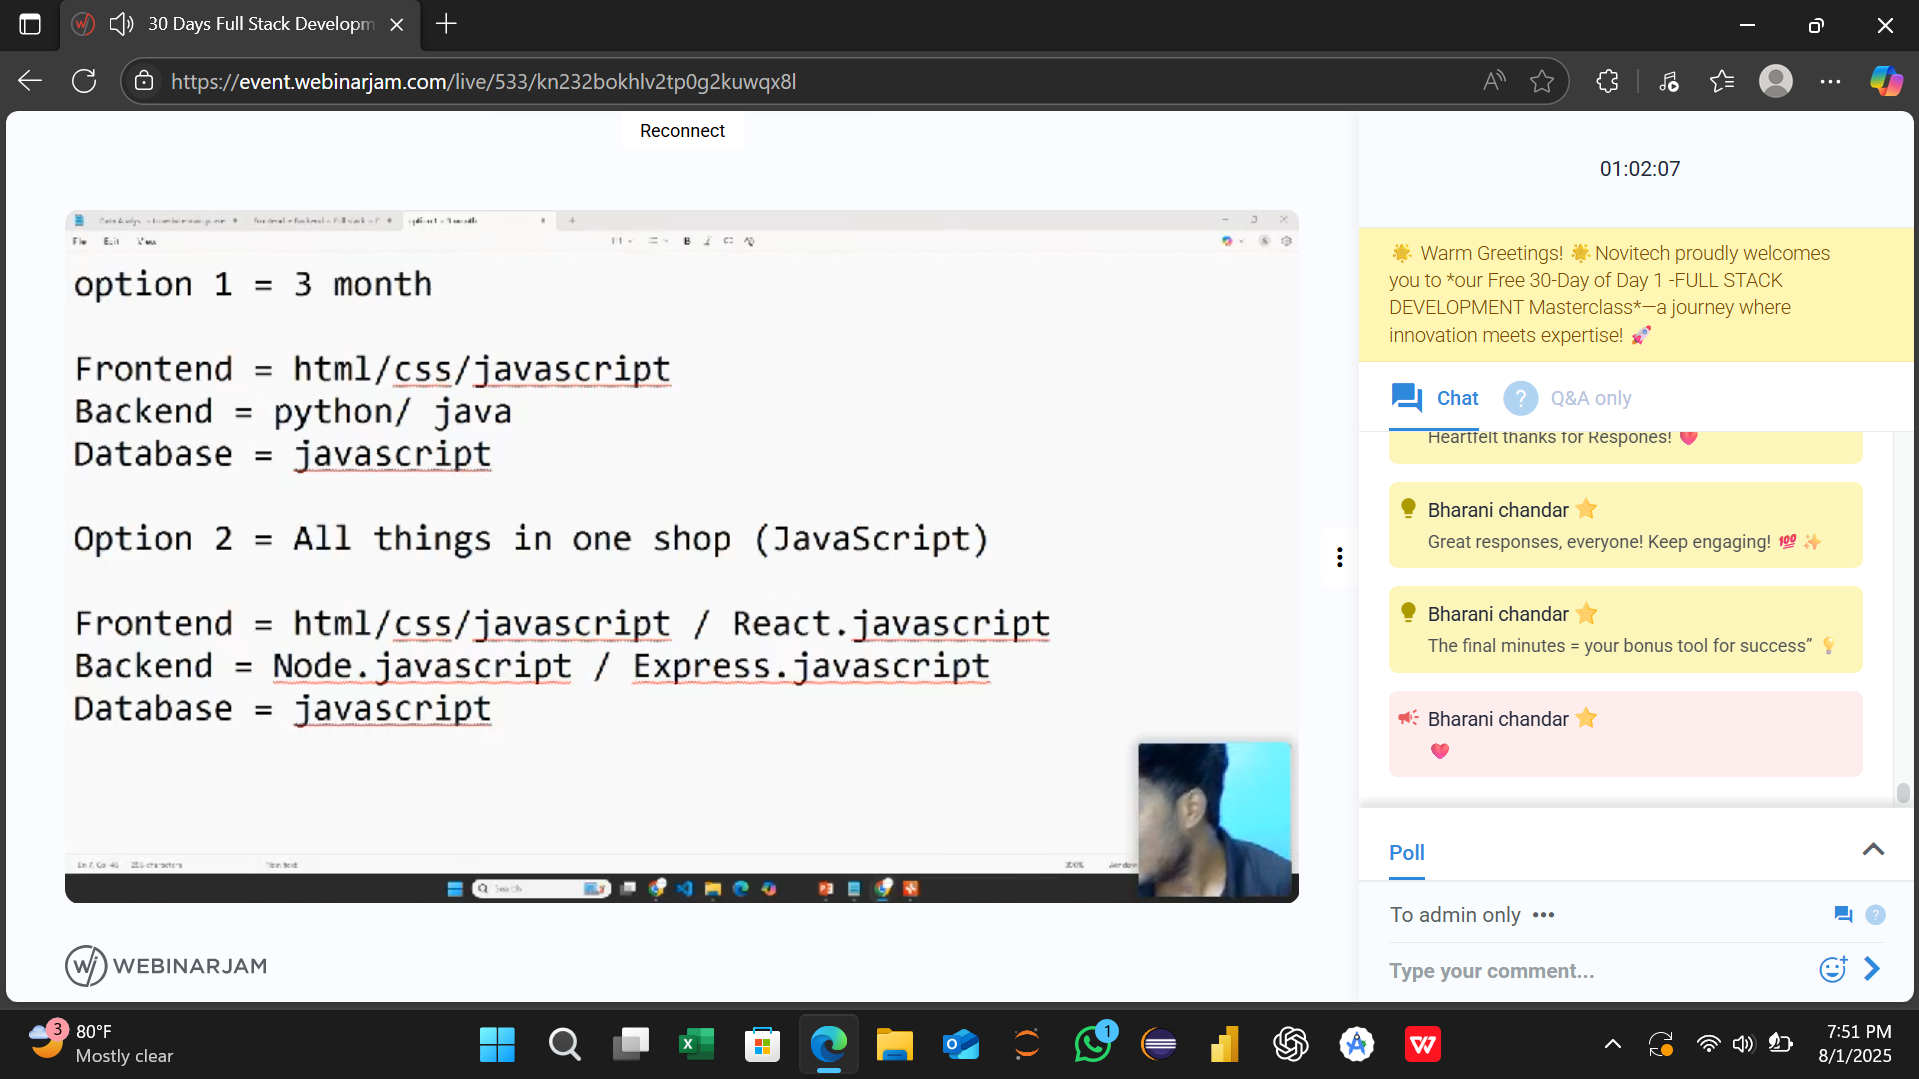 30 Days Full Stack Developm
https://event.webinarjam.com/live/533/kn232bokhlv2tp0g2kuwqx8l
Reconnect
File Edit View
H1 B I
option 1 = 3 month
Frontend = html/css/javascript
Backend = python/ java
Database = javascript
Option 2 = All things in one shop (JavaScript)
Frontend = html/css/javascript / React.javascript
Backend = Node.javascript / Express.javascript
Database = javascript
Search
WEBINARJAM
01:02:07
🌟 Warm Greetings! 🌟 Novitech proudly welcomes
you to *our Free 30-Day of Day 1 -FULL STACK
DEVELOPMENT Masterclass*—a journey where
innovation meets expertise! 🚀
Chat
? Q&A only
Heartfelt thanks for Respones! ❤️
Bharani chandar ⭐
Great responses, everyone! Keep engaging! 💯 ✨
Bharani chandar ⭐
The final minutes = your bonus tool for success” 💡
Bharani chandar ⭐
❤️
Poll
To admin only •••
Type your comment...
3
80°F
Mostly clear
1
7:51 PM
8/1/2025